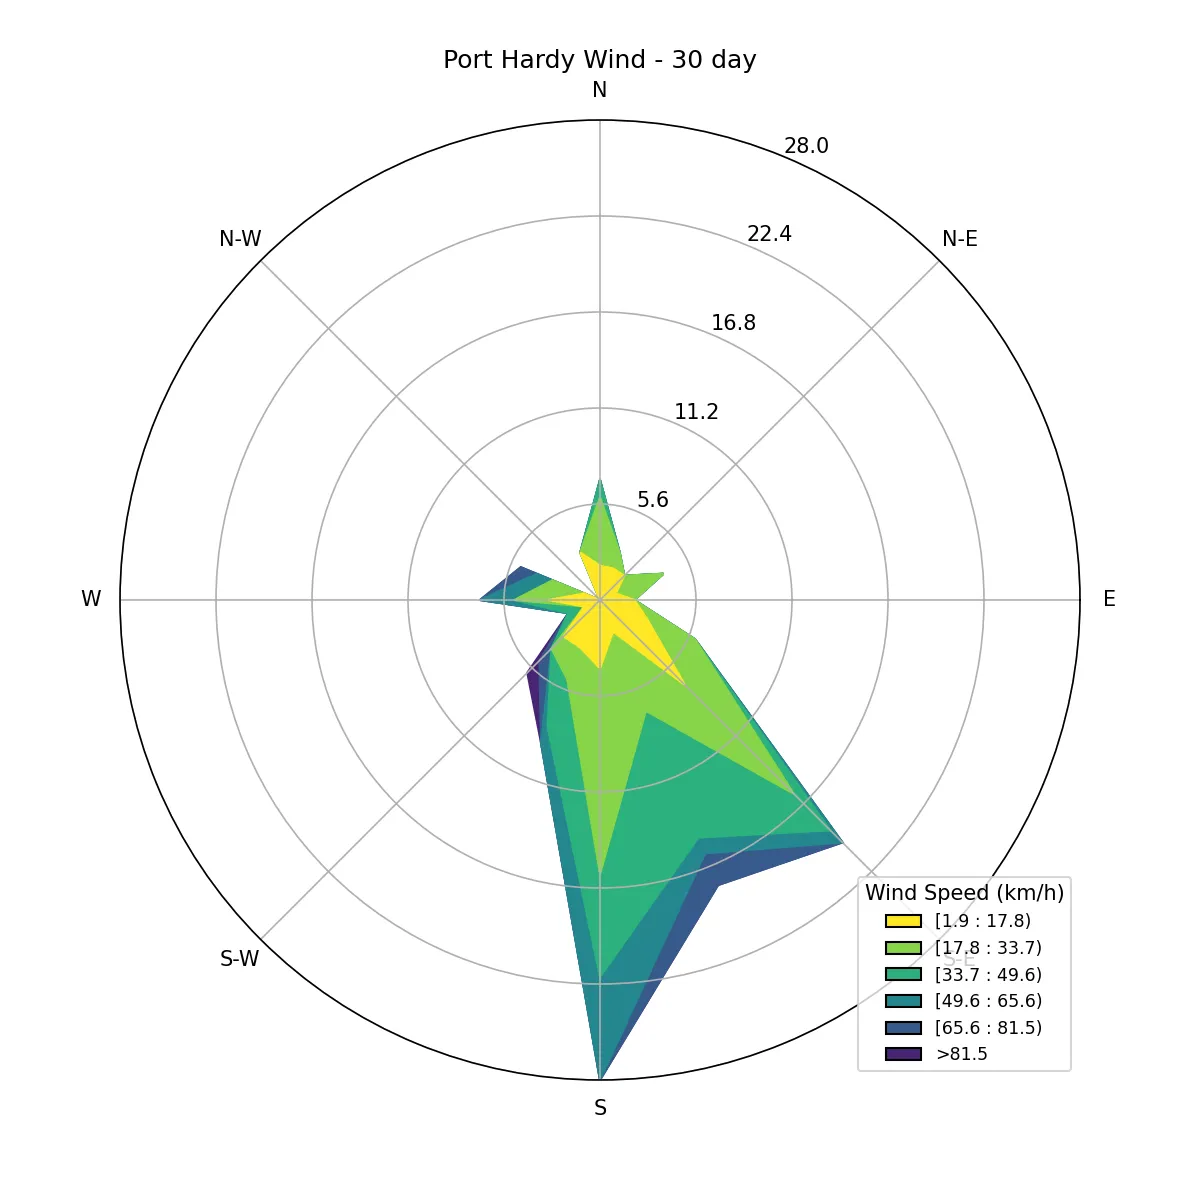 Port Hardy Wind - 30 day
N
28.0
N-W
22.4
N-E
16.8
11.2
5.6
W
E
S-W
S-E
S
Wind Speed (km/h)
[1.9 : 17.8)
[17.8 : 33.7)
[33.7 : 49.6)
[49.6 : 65.6)
[65.6 : 81.5)
>81.5